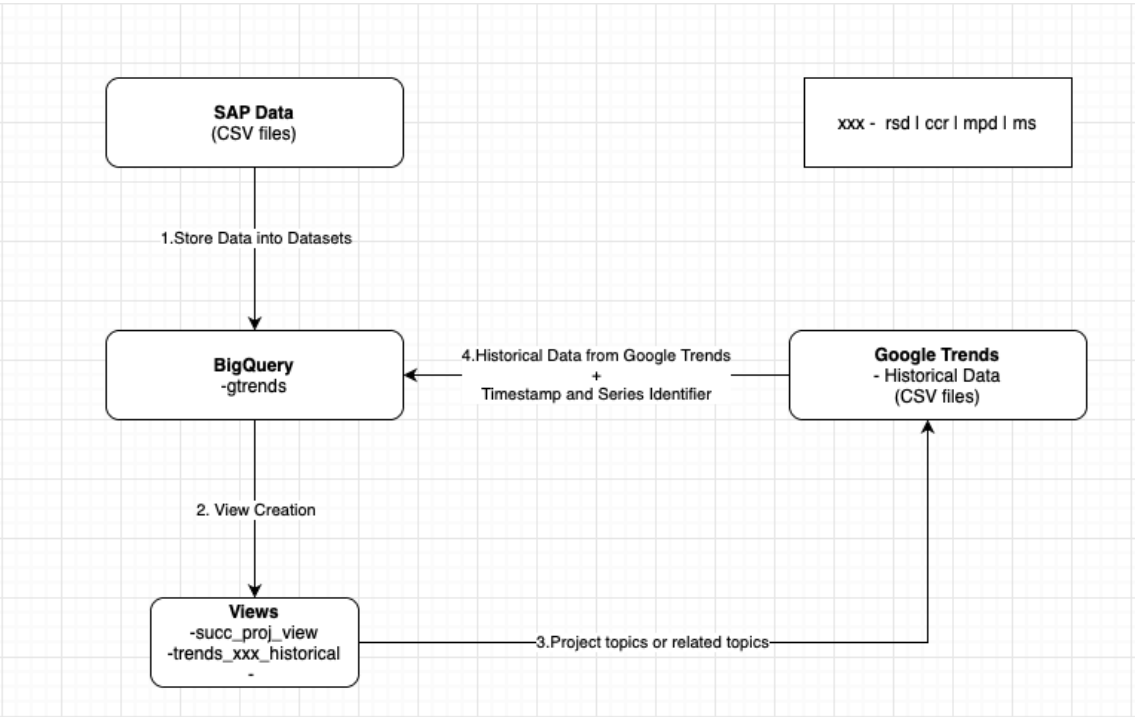 SAP Data
(CSV files)
xxx -  rsd | ccr | mpd | ms
1.Store Data into Datasets
BigQuery
-gtrends
4.Historical Data from Google Trends
+
Timestamp and Series Identifier
Google Trends
- Historical Data
(CSV files)
2. View Creation
Views
-succ_proj_view
-trends_xxx_historical
-
3.Project topics or related topics